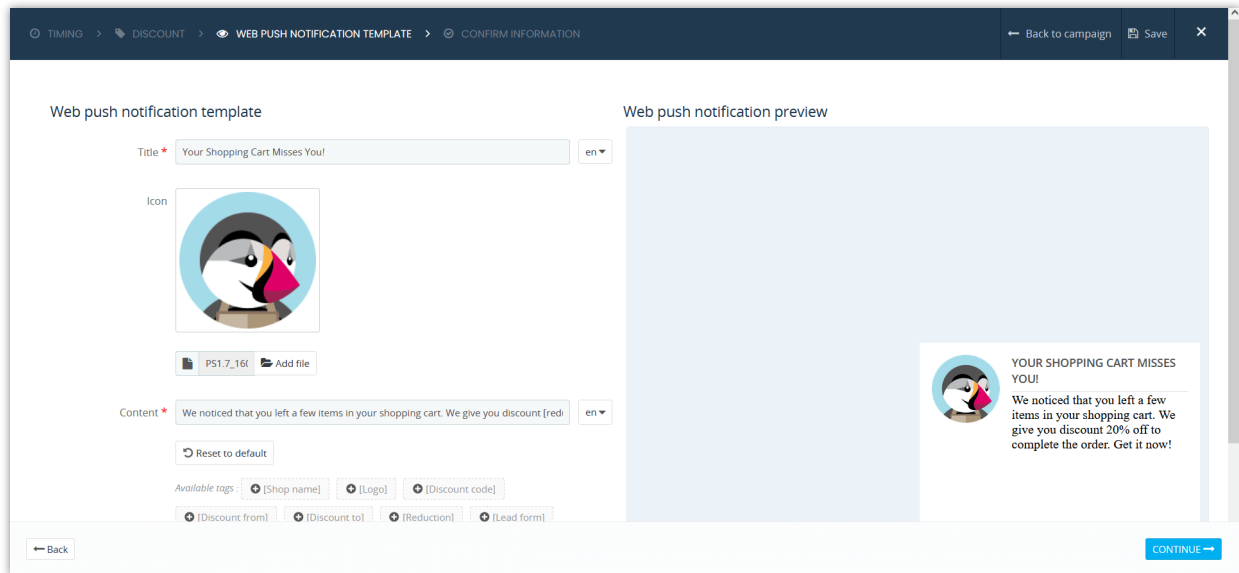 TIMING > DISCOUNT > WEB PUSH NOTIFICATION TEMPLATE > CONFIRM INFORMATION
Back to campaign Save
Web push notification template
Title * Your Shopping Cart Misses You! en
Icon
PS1.7_16( Add file
Content * We noticed that you left a few items in your shopping cart. We give you discount [red en
Reset to default
Available tags : [Shop name] [Logo] [Discount code]
[Discount from] [Discount to] [Reduction] [Lead form]
Web push notification preview
YOUR SHOPPING CART MISSES
YOU!
We noticed that you left a few
items in your shopping cart. We
give you discount 20% off to
complete the order. Get it now!
Back
CONTINUE